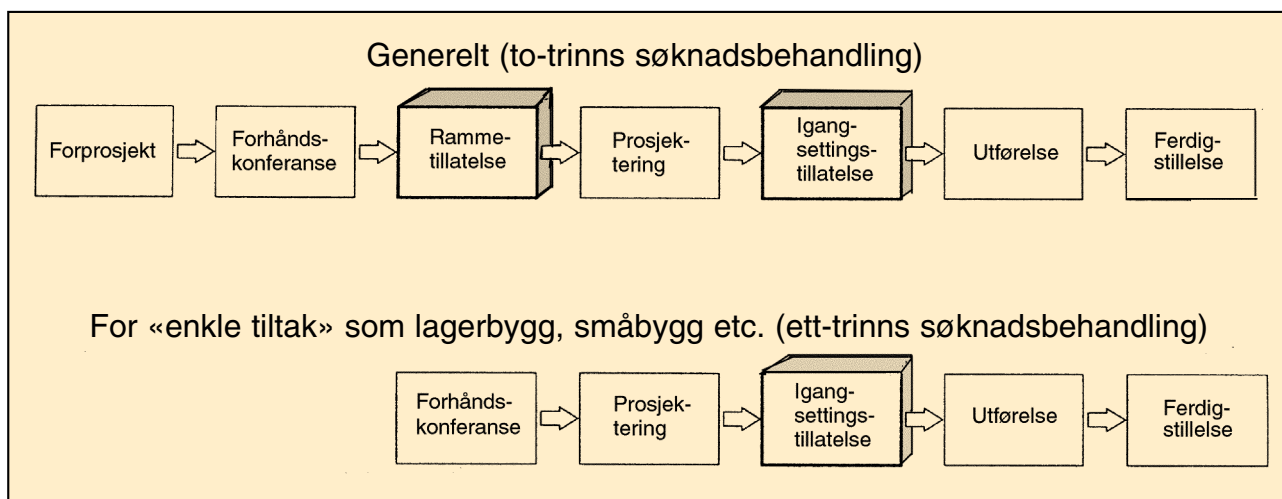 Generelt (to-trinns søknadsbehandling)
Forprosjekt
Forhånds-
konferanse
Ramme-
tillatelse
Prosjek-
tering
Igang-
settings-
tillatelse
Utførelse
Ferdig-
stillelse
For «enkle tiltak» som lagerbygg, småbygg etc. (ett-trinns søknadsbehandling)
Forhånds-
konferanse
Prosjek-
tering
Igang-
settings-
tillatelse
Utførelse
Ferdig-
stillelse